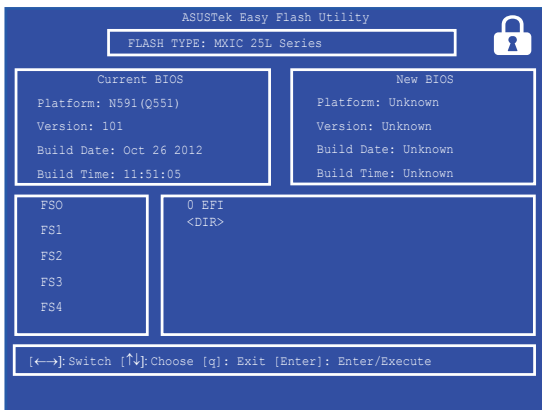 ASUSTek Easy Flash Utility
FLASH TYPE: MXIC 25L Series
Current BIOS
Platform: N591(Q551)
Version: 101
Build Date: Oct 26 2012
Build Time: 11:51:05
New BIOS
Platform: Unknown
Version: Unknown
Build Date: Unknown
Build Time: Unknown
FSO
FS1
FS2
FS3
FS4
0 EFI
<DIR>
[←→]: Switch [↑↓]: Choose [q]: Exit [Enter]: Enter/Execute